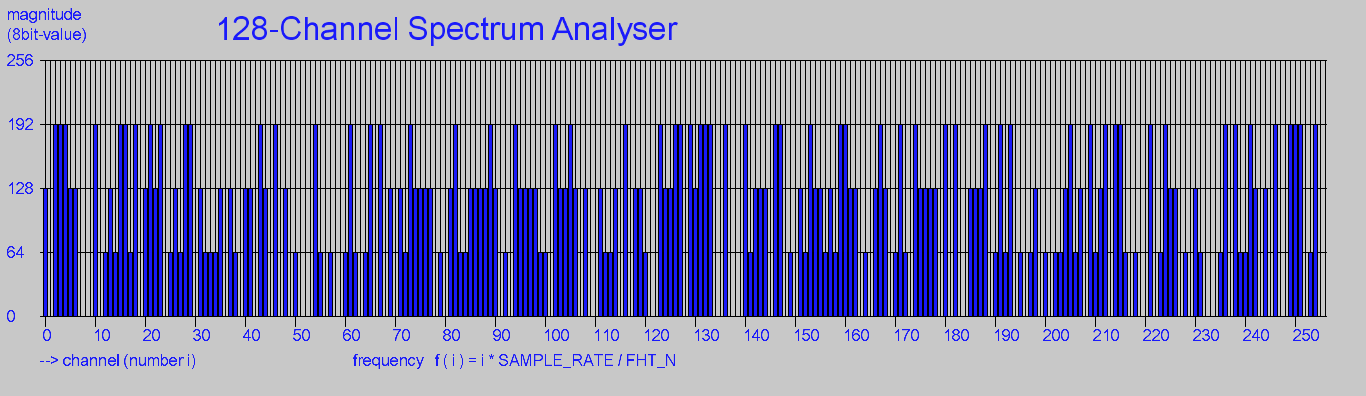 magnitude
(8bit-value)
128-Channel Spectrum Analyser
256
192
128
64
0
0 10 20 30 40 50 60 70 80 90 100 110 120 130 140 150 160 170 180 190 200 210 220 230 240 250
--> channel (number i)
frequency f ( i ) = i * SAMPLE_RATE / FHT_N